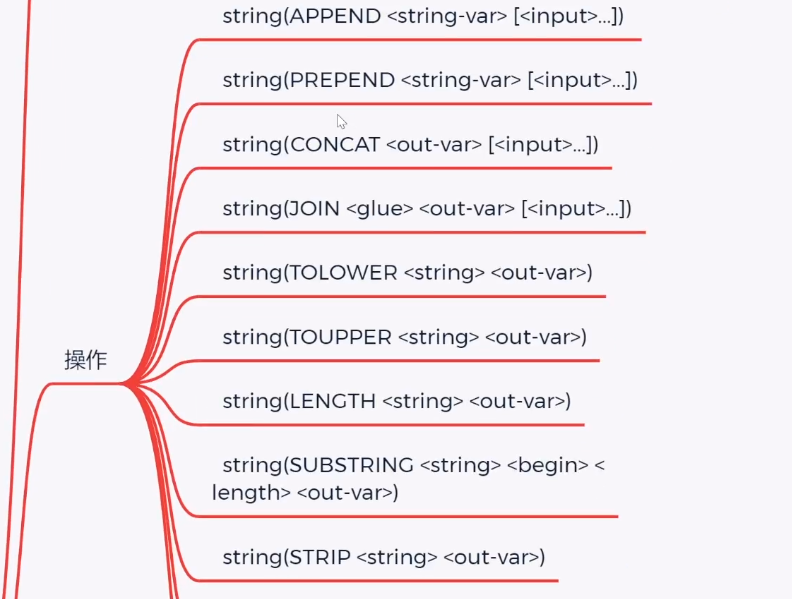 string(APPEND <string-var> [<input>...])
string(PREPEND <string-var> [<input>...])
string(CONCAT <out-var> [<input>...])
string(JOIN <glue> <out-var> [<input>...])
string(TOLOWER <string> <out-var>)
操作
string(TOUPPER <string> <out-var>)
string(LENGTH <string> <out-var>)
string(SUBSTRING <string> <begin> <
length> <out-var>)
string(STRIP <string> <out-var>)